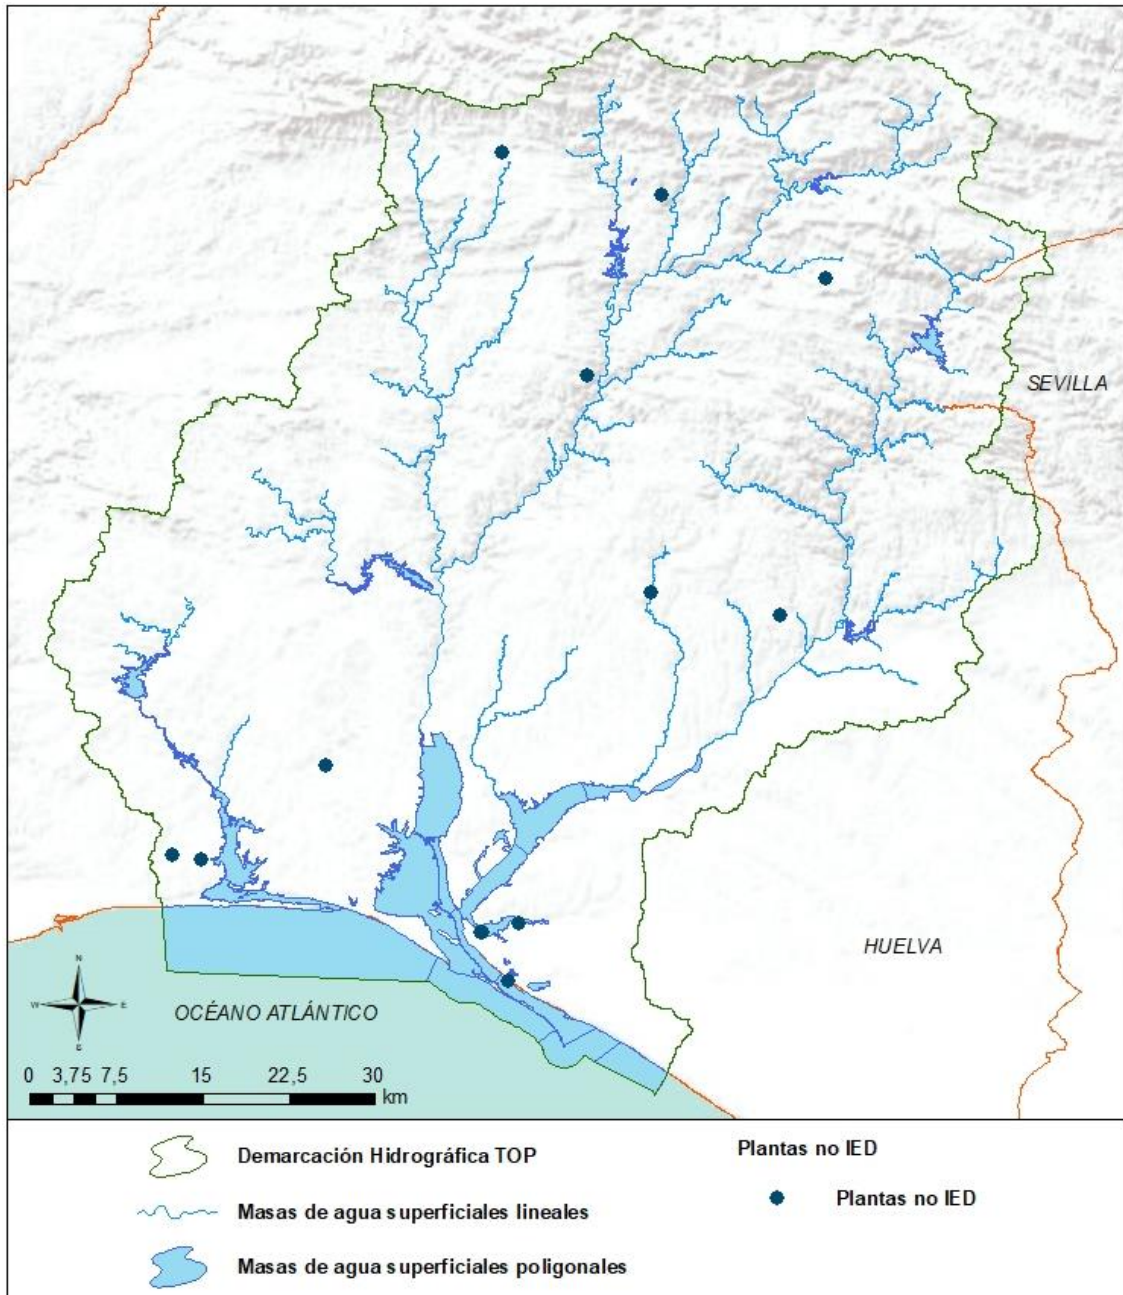 SEVILLA
HUELVA
OCÉANO ATLÁNTICO
N
W E
S
0 3,75 7,5 15 22,5 30
km
Demarcación Hidrográfica TOP
Masas de agua superficiales lineales
Masas de agua superficiales poligonales
Plantas no IED
Plantas no IED